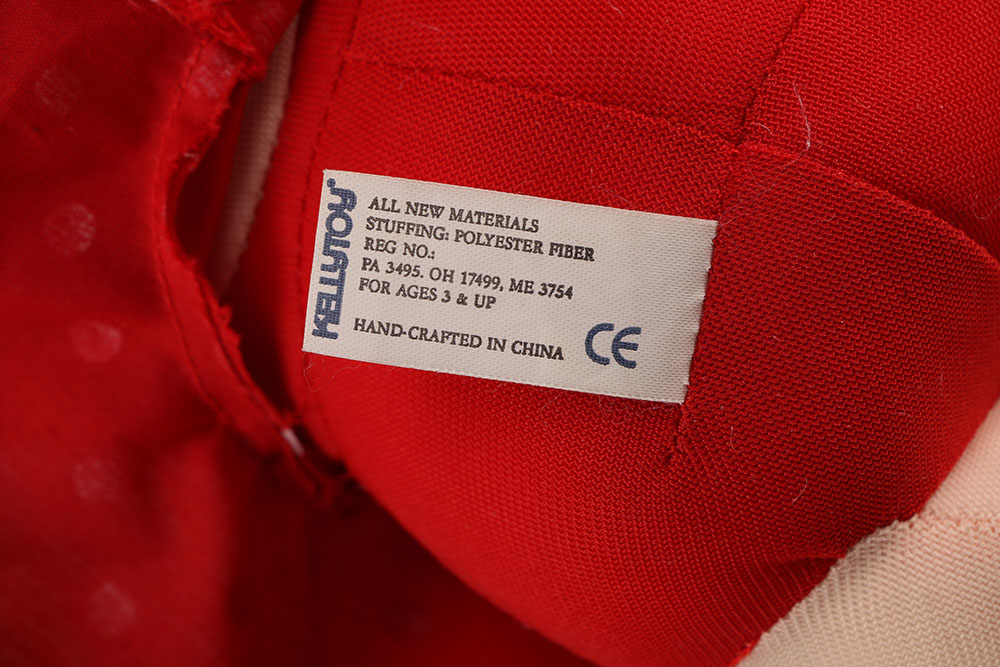 KELLYTOY®
ALL NEW MATERIALS
STUFFING: POLYESTER FIBER
REG NO.:
PA 3495. OH 17499, ME 3754
FOR AGES 3 & UP
HAND-CRAFTED IN CHINA
CE